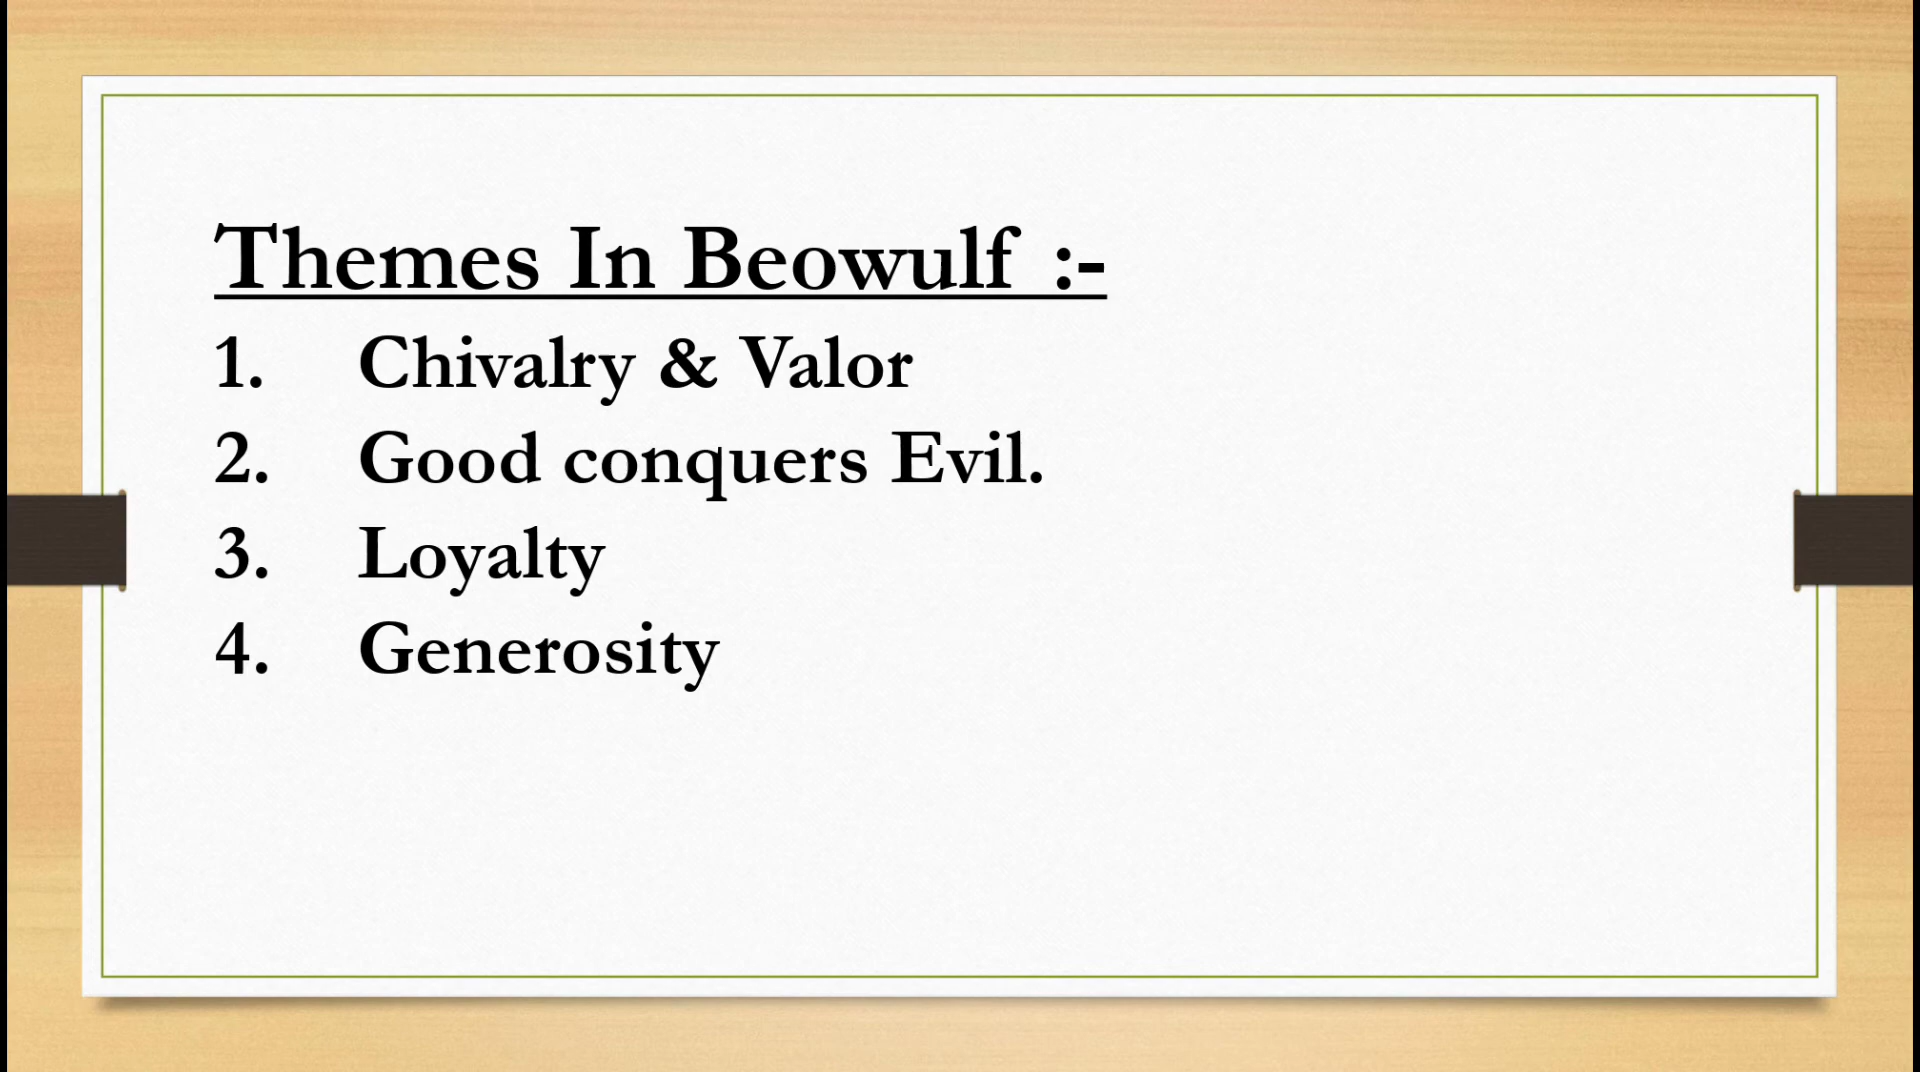 Themes In Beowulf :-
1. Chivalry & Valor
2. Good conquers Evil.
3. Loyalty
4. Generosity